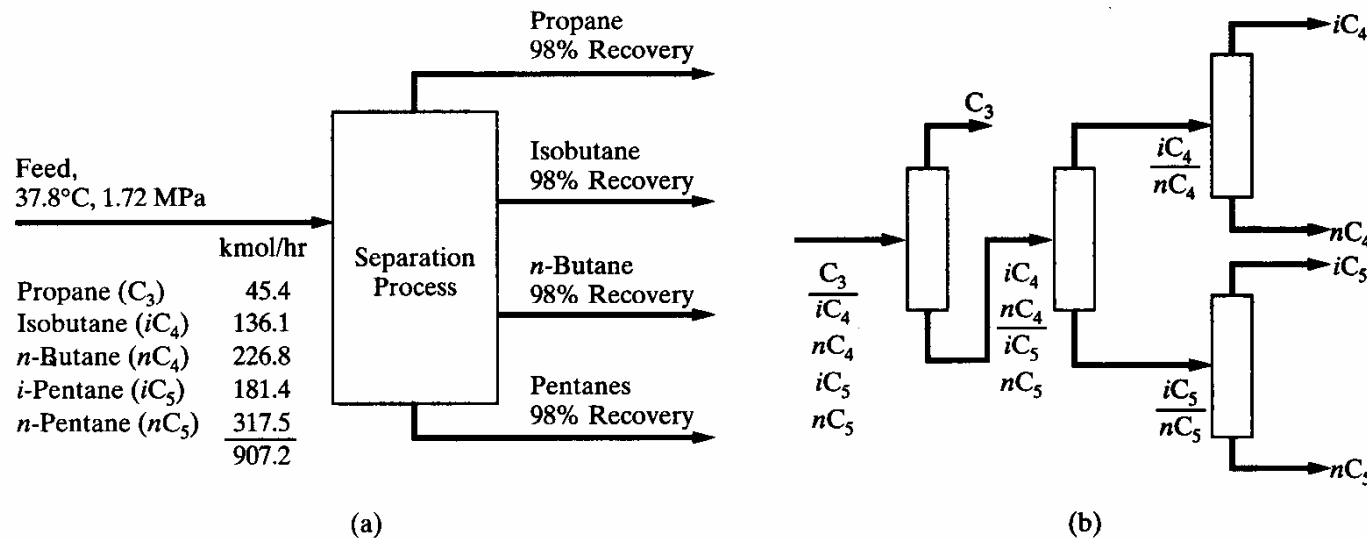 Propane
98% Recovery
Isobutane
98% Recovery
n-Butane
98% Recovery
Pentanes
98% Recovery
Feed,
37.8°C, 1.72 MPa
kmol/hr
Propane (C₃) 45.4
Isobutane (iC₄) 136.1
n-Butane (nC₄) 226.8
i-Pentane (iC₅) 181.4
n-Pentane (nC₅) 317.5
907.2
Separation
Process
(a)
C₃
C₃
iC₄
nC₄
iC₅
nC₅
iC₄
nC₄
iC₅
nC₅
iC₄
nC₄
iC₅
nC₅
iC₄
nC₄
iC₅
nC₅
(b)